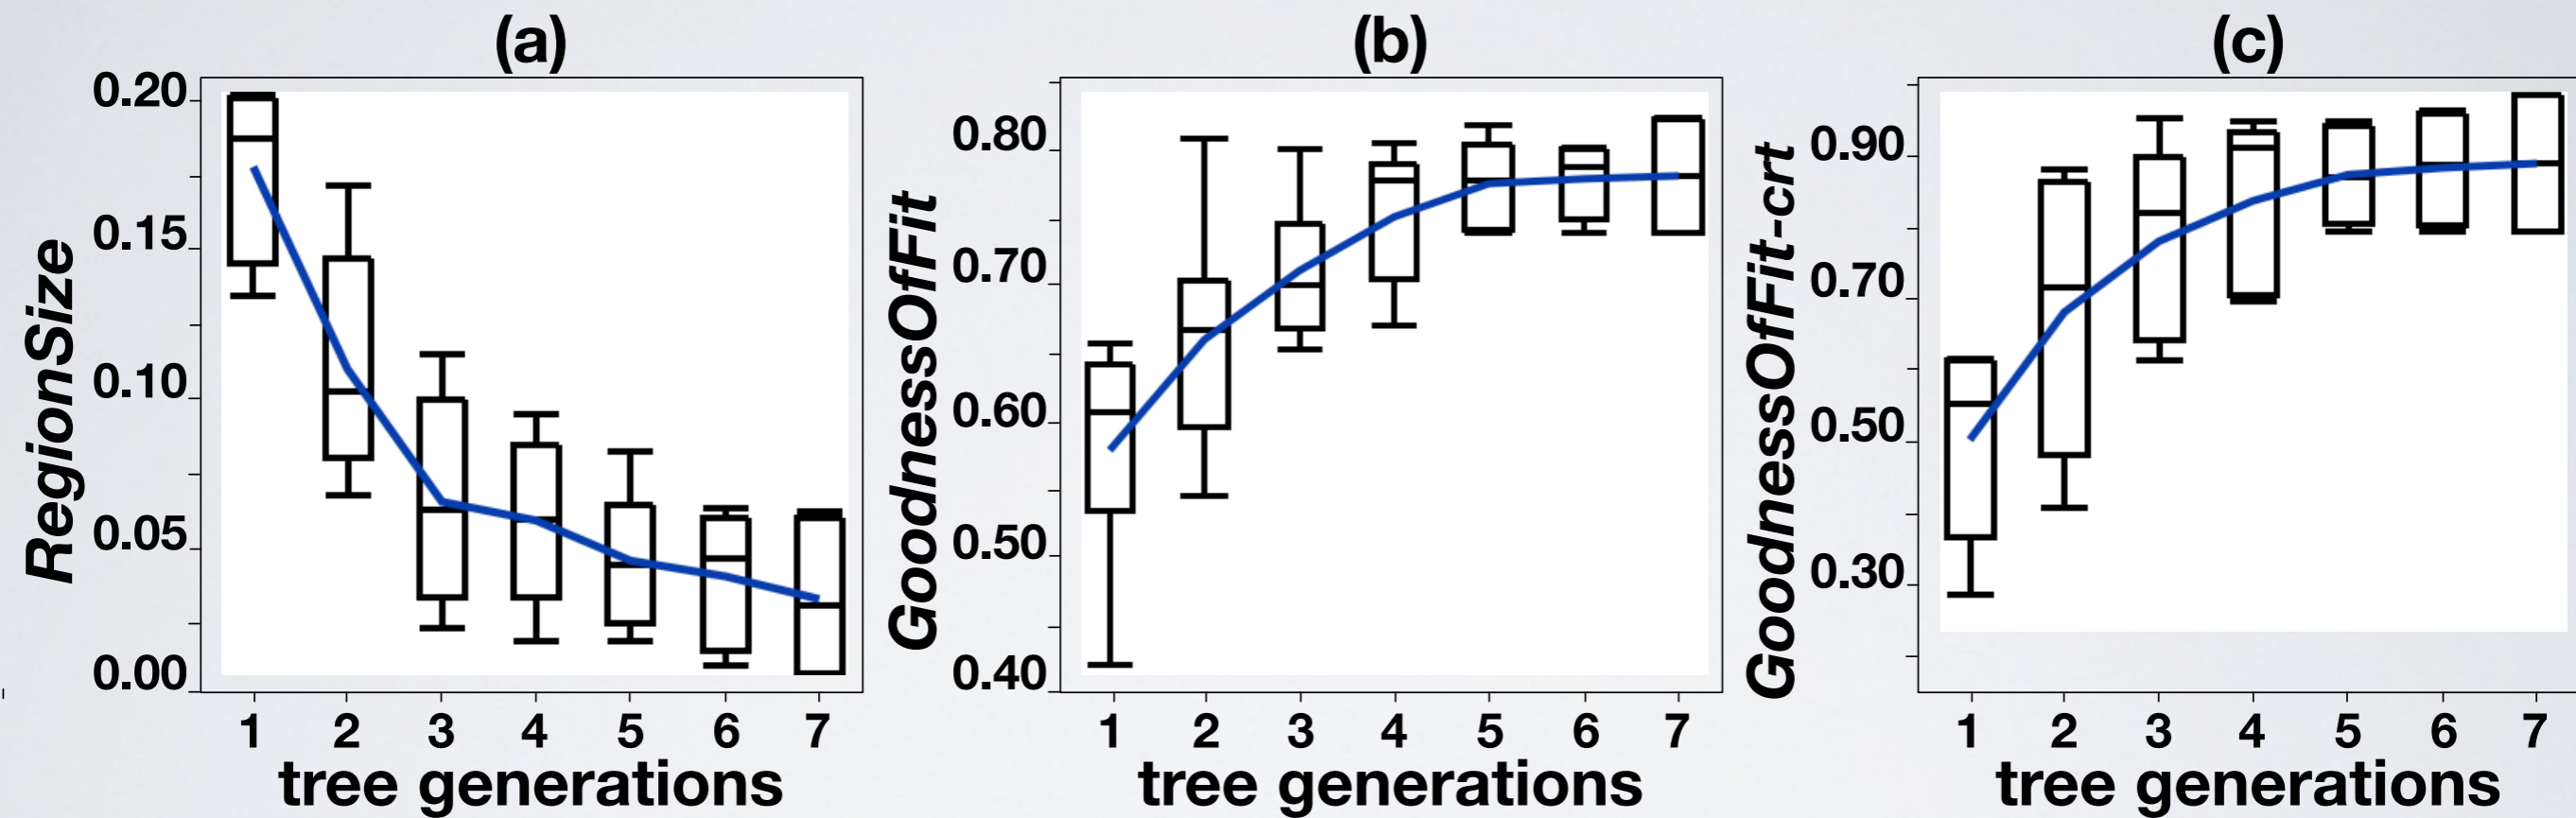 (a)
RegionSize
0.20
0.15
0.10
0.05
0.00
1 2 3 4 5 6 7
tree generations
(b)
GoodnessOfFit
0.80
0.70
0.60
0.50
0.40
1 2 3 4 5 6 7
tree generations
(c)
GoodnessOfFit-crt
0.90
0.70
0.50
0.30
1 2 3 4 5 6 7
tree generations